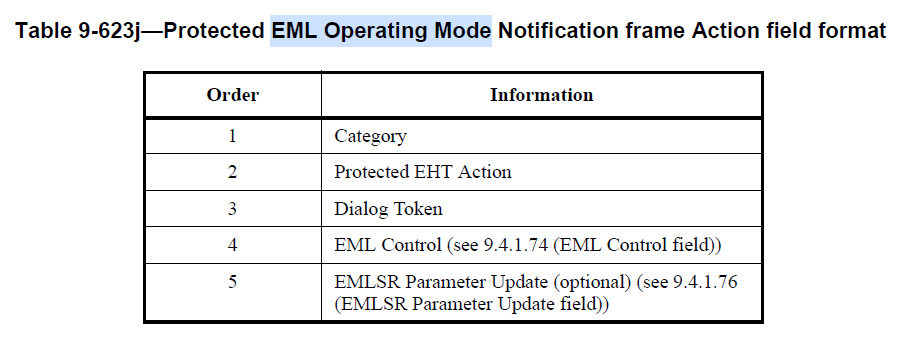 Table 9-623j—Protected EML Operating Mode Notification frame Action field format
Order Information
1 Category
2 Protected EHT Action
3 Dialog Token
4 EML Control (see 9.4.1.74 (EML Control field))
5 EMLSR Parameter Update (optional) (see 9.4.1.76
(EMLSR Parameter Update field))